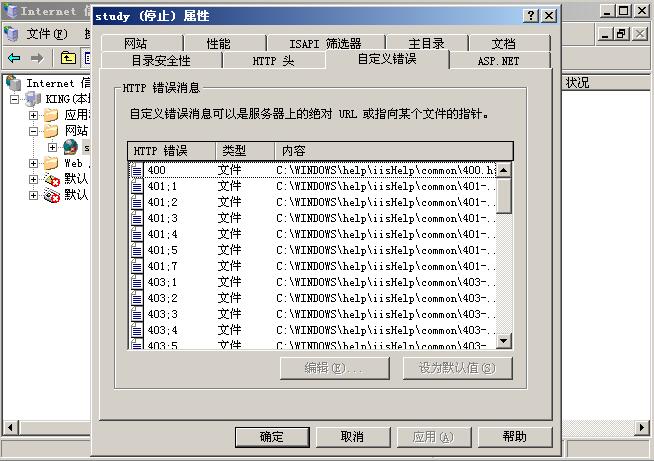 Internet 信
study (停止) 属性
文件(F)
Internet 信
KING(本地
应用程
网站
Web
默认
默认
状况
网站 性能 ISAPI 筛选器 主目录 文档
目录安全性 HTTP 头 自定义错误 ASP.NET
HTTP 错误消息
自定义错误消息可以是服务器上的绝对 URL 或指向某个文件的指针。
HTTP 错误 类型 内容
400 文件 C:\WINDOWS\help\iisHelp\common\400.h
401;1 文件 C:\WINDOWS\help\iisHelp\common\401-..
401;2 文件 C:\WINDOWS\help\iisHelp\common\401-..
401;3 文件 C:\WINDOWS\help\iisHelp\common\401-..
401;4 文件 C:\WINDOWS\help\iisHelp\common\401-..
401;5 文件 C:\WINDOWS\help\iisHelp\common\401-..
401;7 文件 C:\WINDOWS\help\iisHelp\common\401-..
403;1 文件 C:\WINDOWS\help\iisHelp\common\403-..
403;2 文件 C:\WINDOWS\help\iisHelp\common\403-..
403;3 文件 C:\WINDOWS\help\iisHelp\common\403-..
403;4 文件 C:\WINDOWS\help\iisHelp\common\403-..
403;5 文件 C:\WINDOWS\help\iisHelp\common\403-..
编辑(E)... 设为默认值(S)
确定 取消 应用(A) 帮助